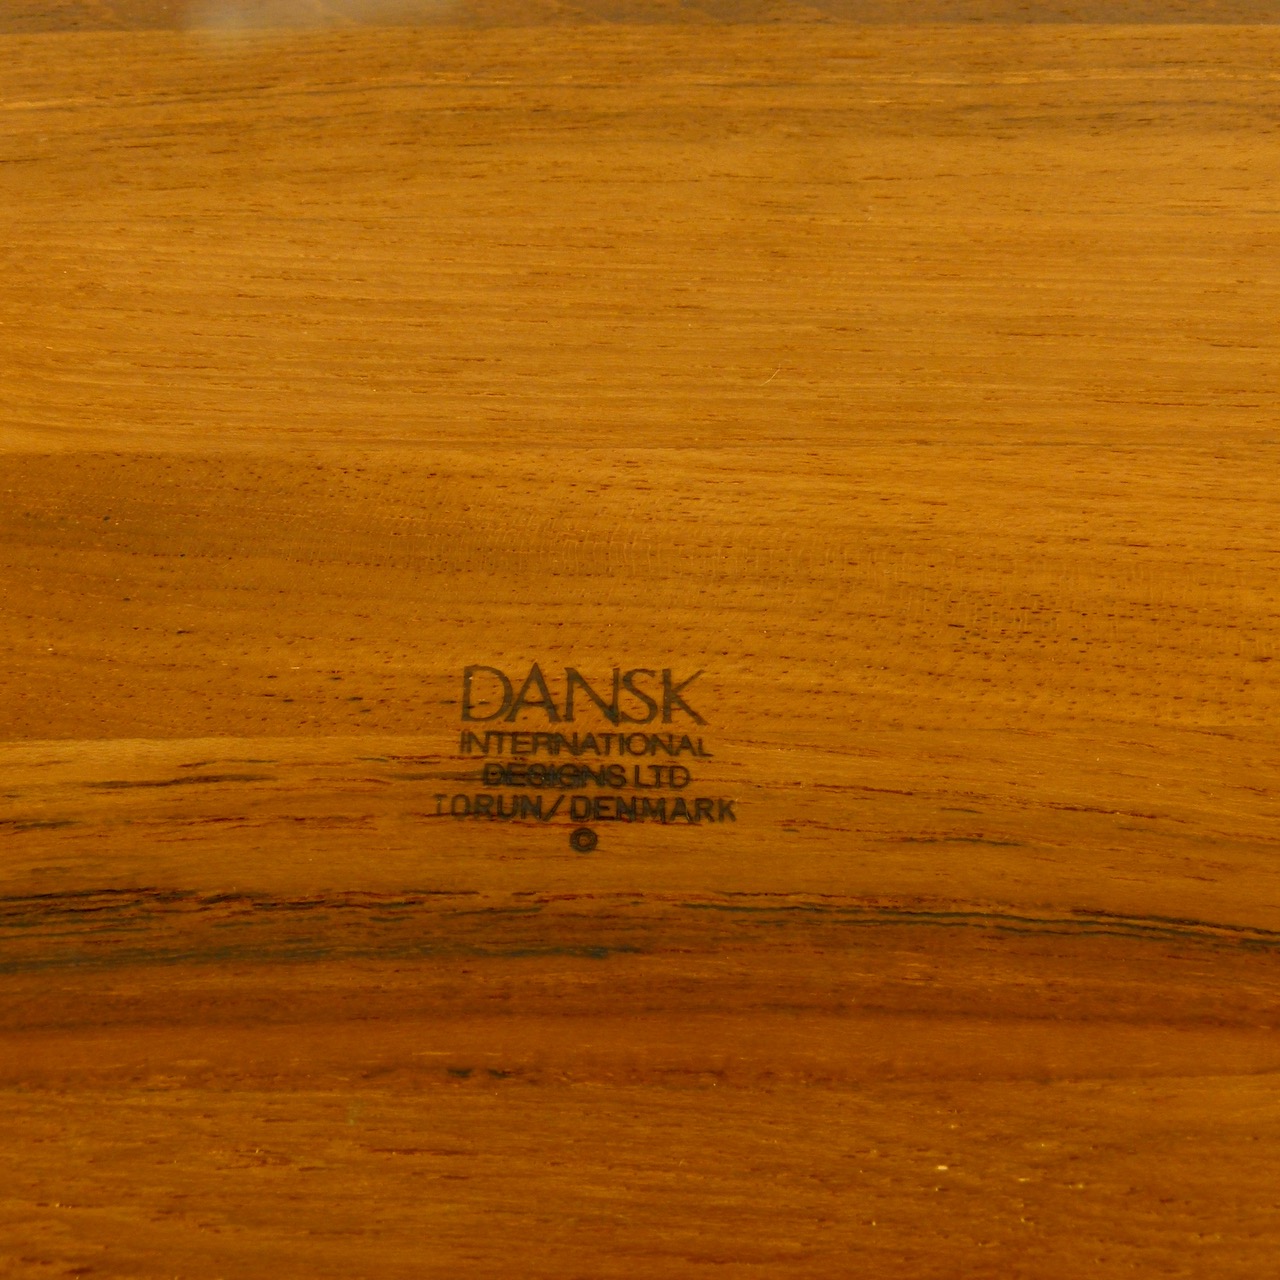 DANSK
INTERNATIONAL
DESIGNS LTD
TORUN/DENMARK
©